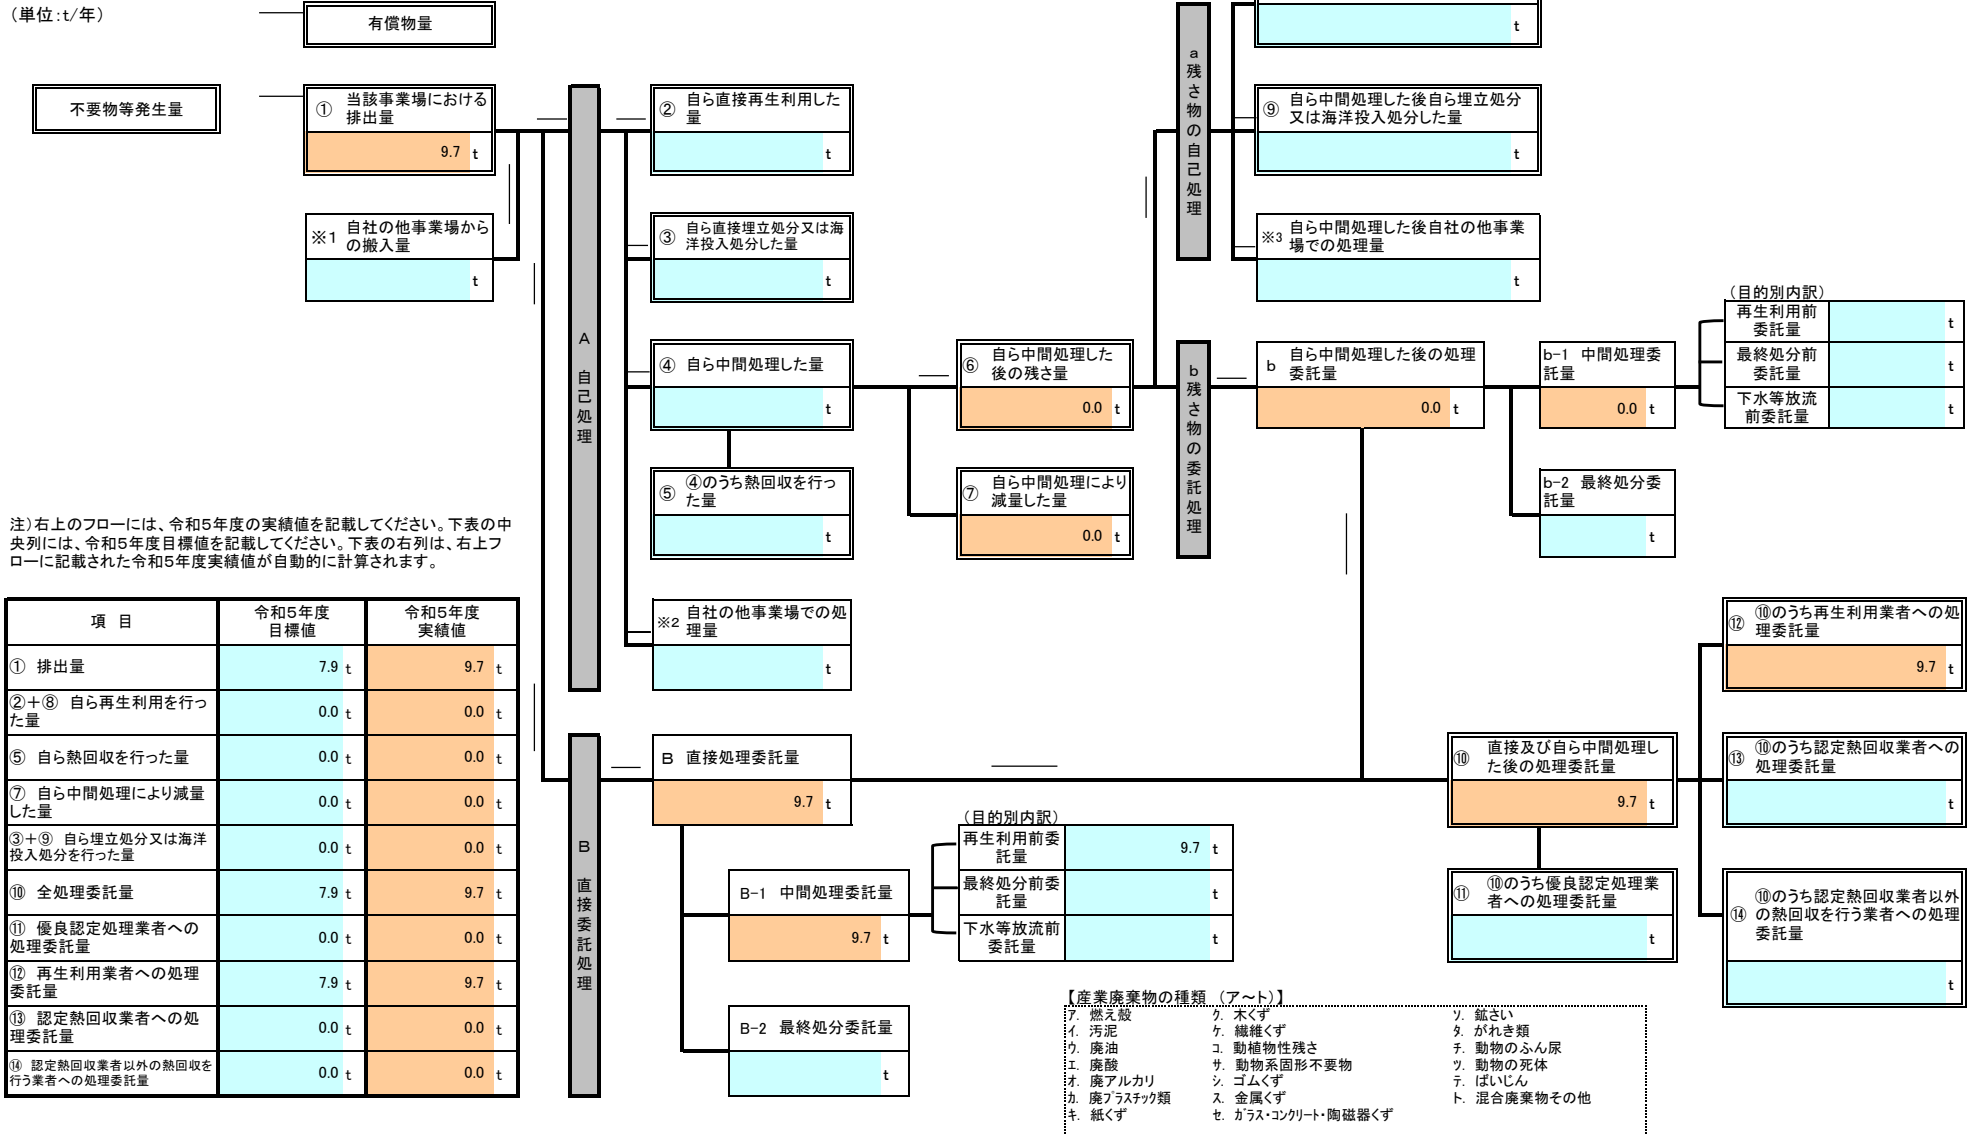 (単位:t/年)
有償物量
t
不要物等発生量
① 当該事業場における
排出量
9.7 t
※1 自社の他事業場から
の搬入量
t
A 自己処理
② 自ら直接再生利用した
量
t
③ 自ら直接埋立処分又は海
洋投入処分した量
t
④ 自ら中間処理した量
t
⑤ ④のうち熱回収を行っ
た量
t
※2 自社の他事業場での処
理量
t
⑥ 自ら中間処理した
後の残さ量
0.0 t
⑦ 自ら中間処理により
減量した量
0.0 t
a 残さ物の自己処理
⑨ 自ら中間処理した後自ら埋立処分
又は海洋投入処分した量
t
※3 自ら中間処理した後自社の他事業
場での処理量
t
b 残さ物の委託処理
b 自ら中間処理した後の処理
委託量
0.0 t
b-1 中間処理委
託量
0.0 t
(目的別内訳)
再生利用前
委託量
t
最終処分前
委託量
t
下水等放流
前委託量
t
b-2 最終処分委
託量
t
注)右上のフローには、令和5年度の実績値を記載してください。下表の中
央列には、令和5年度目標値を記載してください。下表の右列は、右上フ
ローに記載された令和5年度実績値が自動的に計算されます。
項 目 令和5年度
目標値 令和5年度
実績値
① 排出量 7.9 t 9.7 t
②+⑧ 自ら再生利用を行っ
た量 0.0 t 0.0 t
⑤ 自ら熱回収を行った量 0.0 t 0.0 t
⑦ 自ら中間処理により減量
した量 0.0 t 0.0 t
③+⑨ 自ら埋立処分又は海洋
投入処分を行った量 0.0 t 0.0 t
⑩ 全処理委託量 7.9 t 9.7 t
⑪ 優良認定処理業者への
処理委託量 0.0 t 0.0 t
⑫ 再生利用業者への処理
委託量 7.9 t 9.7 t
⑬ 認定熱回収業者への処
理委託量 0.0 t 0.0 t
⑭ 認定熱回収業者以外の熱回収を
行う業者への処理委託量 0.0 t 0.0 t
B 直接委託処理
B 直接処理委託量
9.7 t
B-1 中間処理委託量
9.7 t
(目的別内訳)
再生利用前委
託量
9.7 t
最終処分前委
託量
t
下水等放流前
委託量
t
B-2 最終処分委託量
t
⑩ 直接及び自ら中間処理し
た後の処理委託量
9.7 t
⑪ ⑩のうち優良認定処理業
者への処理委託量
t
⑫ ⑩のうち再生利用業者への処
理委託量
9.7 t
⑬ ⑩のうち認定熱回収業者への
処理委託量
t
⑭ ⑩のうち認定熱回収業者以外
の熱回収を行う業者への処理
委託量
t
【産業廃棄物の種類 (ア~ト)】
ア. 燃え殻 ク. 木くず ソ. 鉱さい
イ. 汚泥 ケ. 繊維くず タ. がれき類
ウ. 廃油 コ. 動植物性残さ チ. 動物のふん尿
エ. 廃酸 サ. 動物系固形不要物 ツ. 動物の死体
オ. 廃アルカリ シ. ゴムくず テ. ばいじん
カ. 廃プラスチック類 ス. 金属くず ト. 混合廃棄物その他
キ. 紙くず セ. ガラス・コンクリート・陶磁器くず